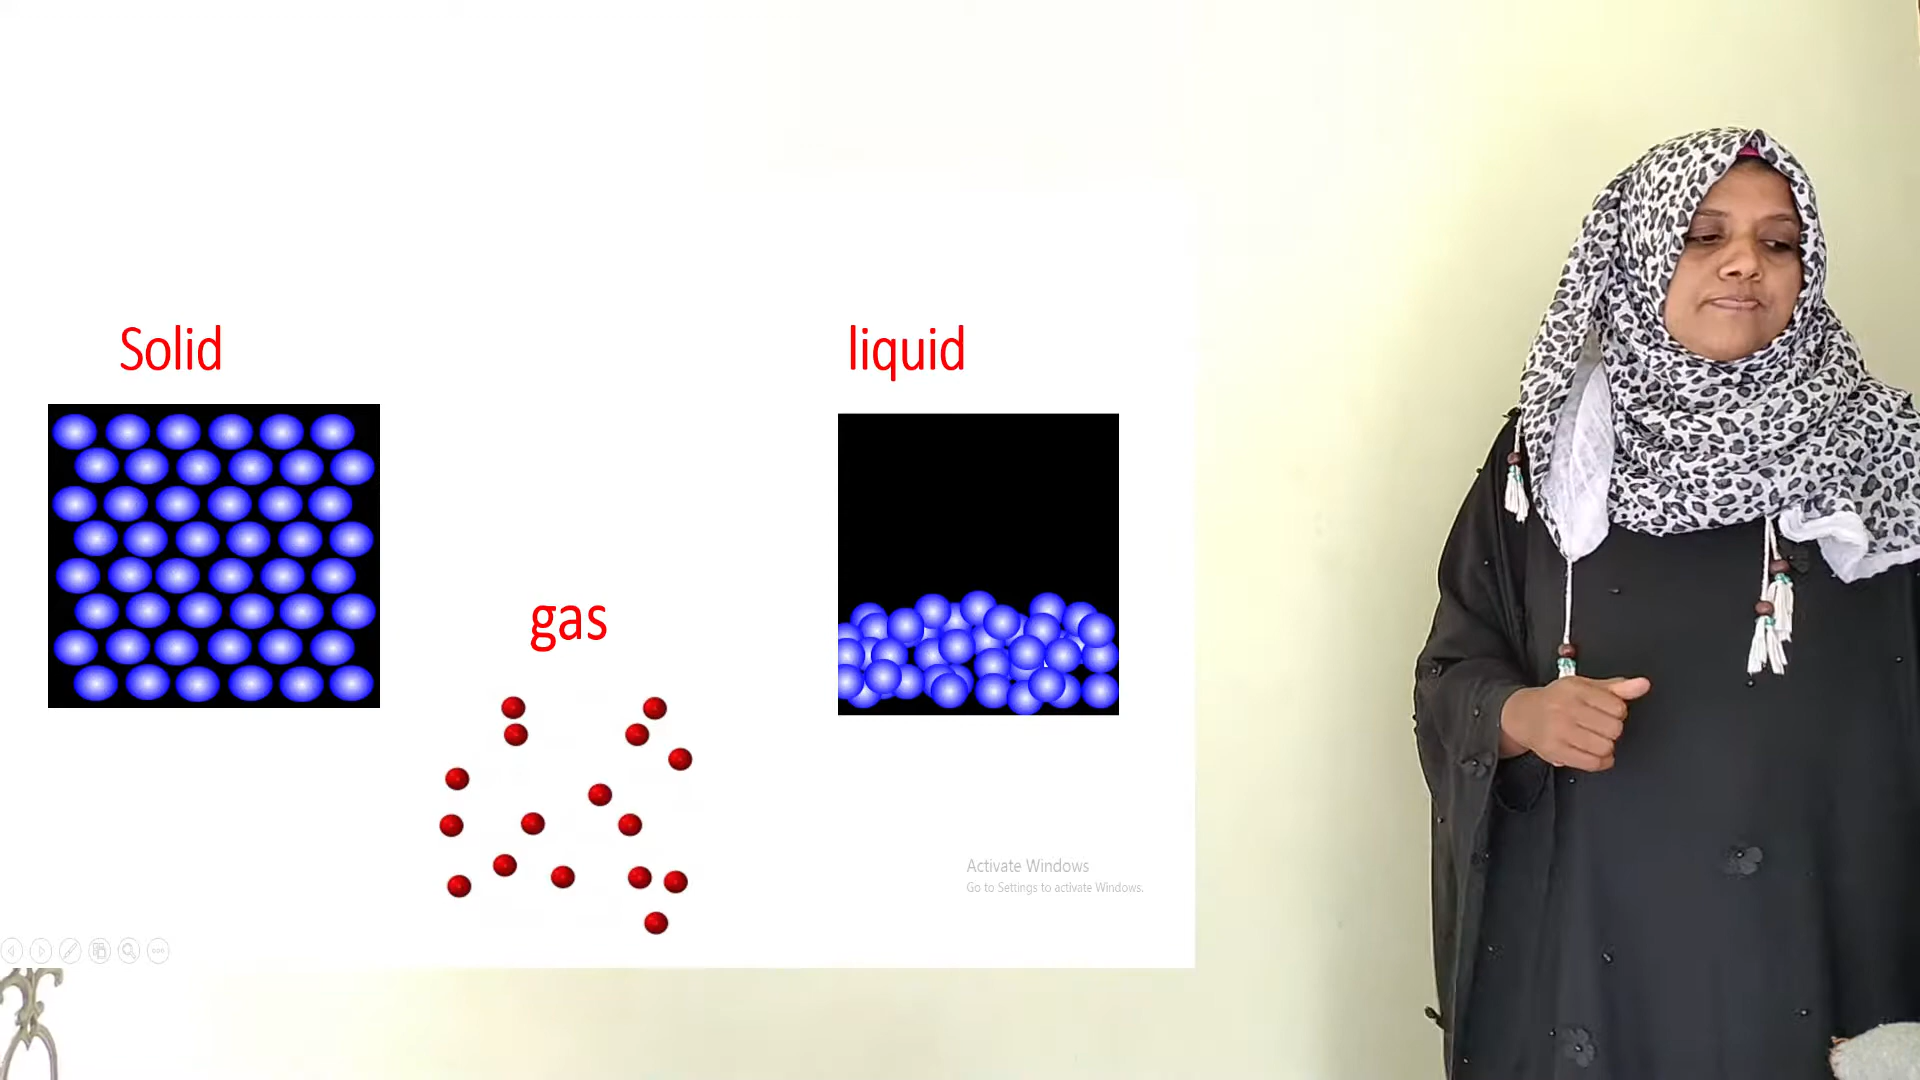 Solid
liquid
gas
Activate Windows
Go to Settings to activate Windows.